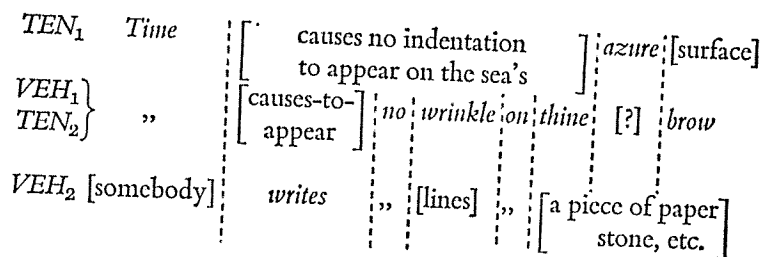 TEN₁ Time [causes no indentation azure [surface]
to appear on the sea's]
VEH₁ [causes-to-
TEN₂} „ appear] no wrinkle on thine [?] brow
VEH₂ [somebody] writes „ [lines] „ [a piece of paper
stone, etc.]